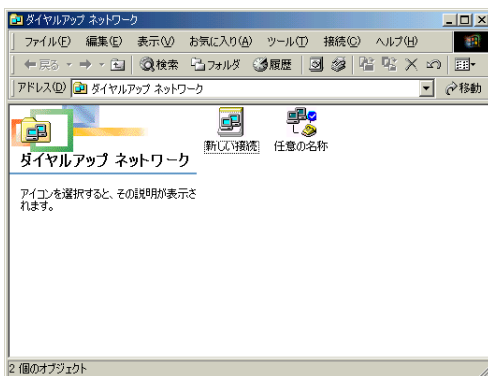 ダイヤルアップ ネットワーク
ファイル(F) 編集(E) 表示(V) お気に入り(A) ツール(T) 接続(C) ヘルプ(H)
戻る 検索 フォルダ 履歴
アドレス(D) ダイヤルアップ ネットワーク 移動
新しい接続 任意の名称
ダイヤルアップ ネットワーク
アイコンを選択すると、その説明が表示さ
れます。
2 個のオブジェクト